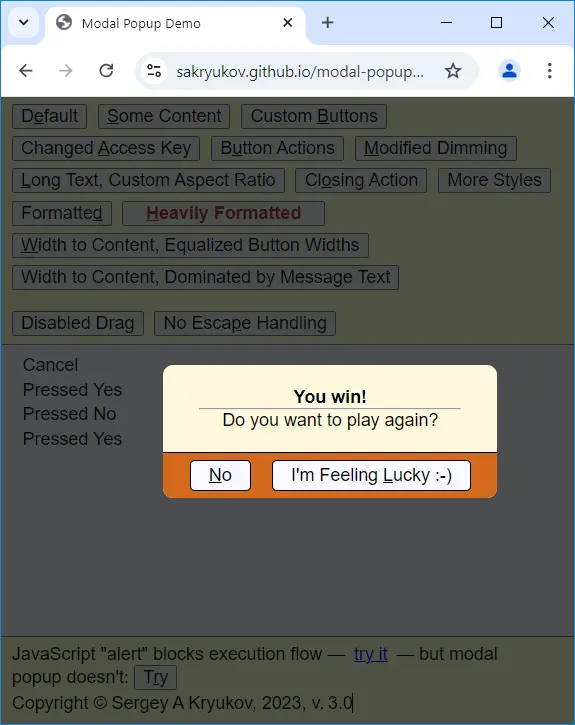 Modal Popup Demo
sakryukov.github.io/modal-popup...
Default Some Content Custom Buttons
Changed Access Key Button Actions Modified Dimming
Long Text, Custom Aspect Ratio Closing Action More Styles
Formatted Heavily Formatted
Width to Content, Equalized Button Widths
Width to Content, Dominated by Message Text
Disabled Drag No Escape Handling
Cancel
Pressed Yes
Pressed No
Pressed Yes
You win!
Do you want to play again?
No I'm Feeling Lucky :-)
JavaScript "alert" blocks execution flow — try it — but modal
popup doesn't: Try
Copyright © Sergey A Kryukov, 2023, v. 3.0